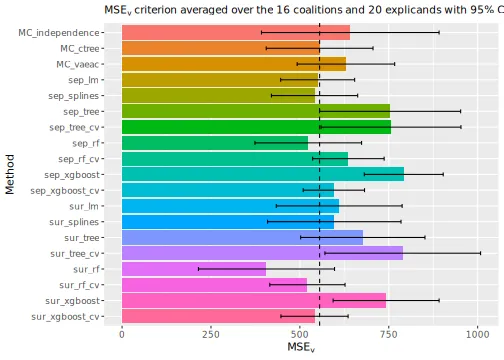 MSEv criterion averaged over the 16 coalitions and 20 explicands with 95% C
MC_independence
MC_ctree
MC_vaeac
sep_lm
sep_splines
sep_tree
sep_tree_cv
sep_rf
sep_rf_cv
sep_xgboost
sep_xgboost_cv
sur_lm
sur_splines
sur_tree
sur_tree_cv
sur_rf
sur_rf_cv
sur_xgboost
sur_xgboost_cv
Method
0 250 500 750 1000
MSEv